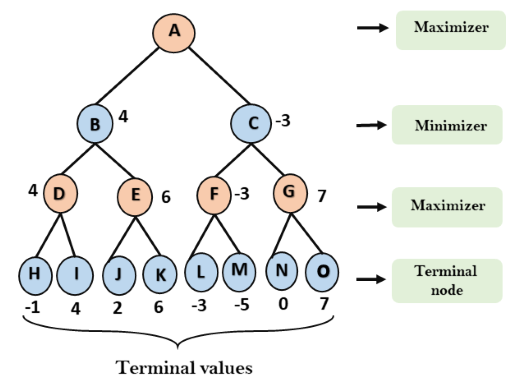 A
Maximizer
B 4
C -3
Minimizer
4 D
E 6
F -3
G 7
Maximizer
H I J K L M N O
Terminal
node
-1 4 2 6 -3 -5 0 7
Terminal values